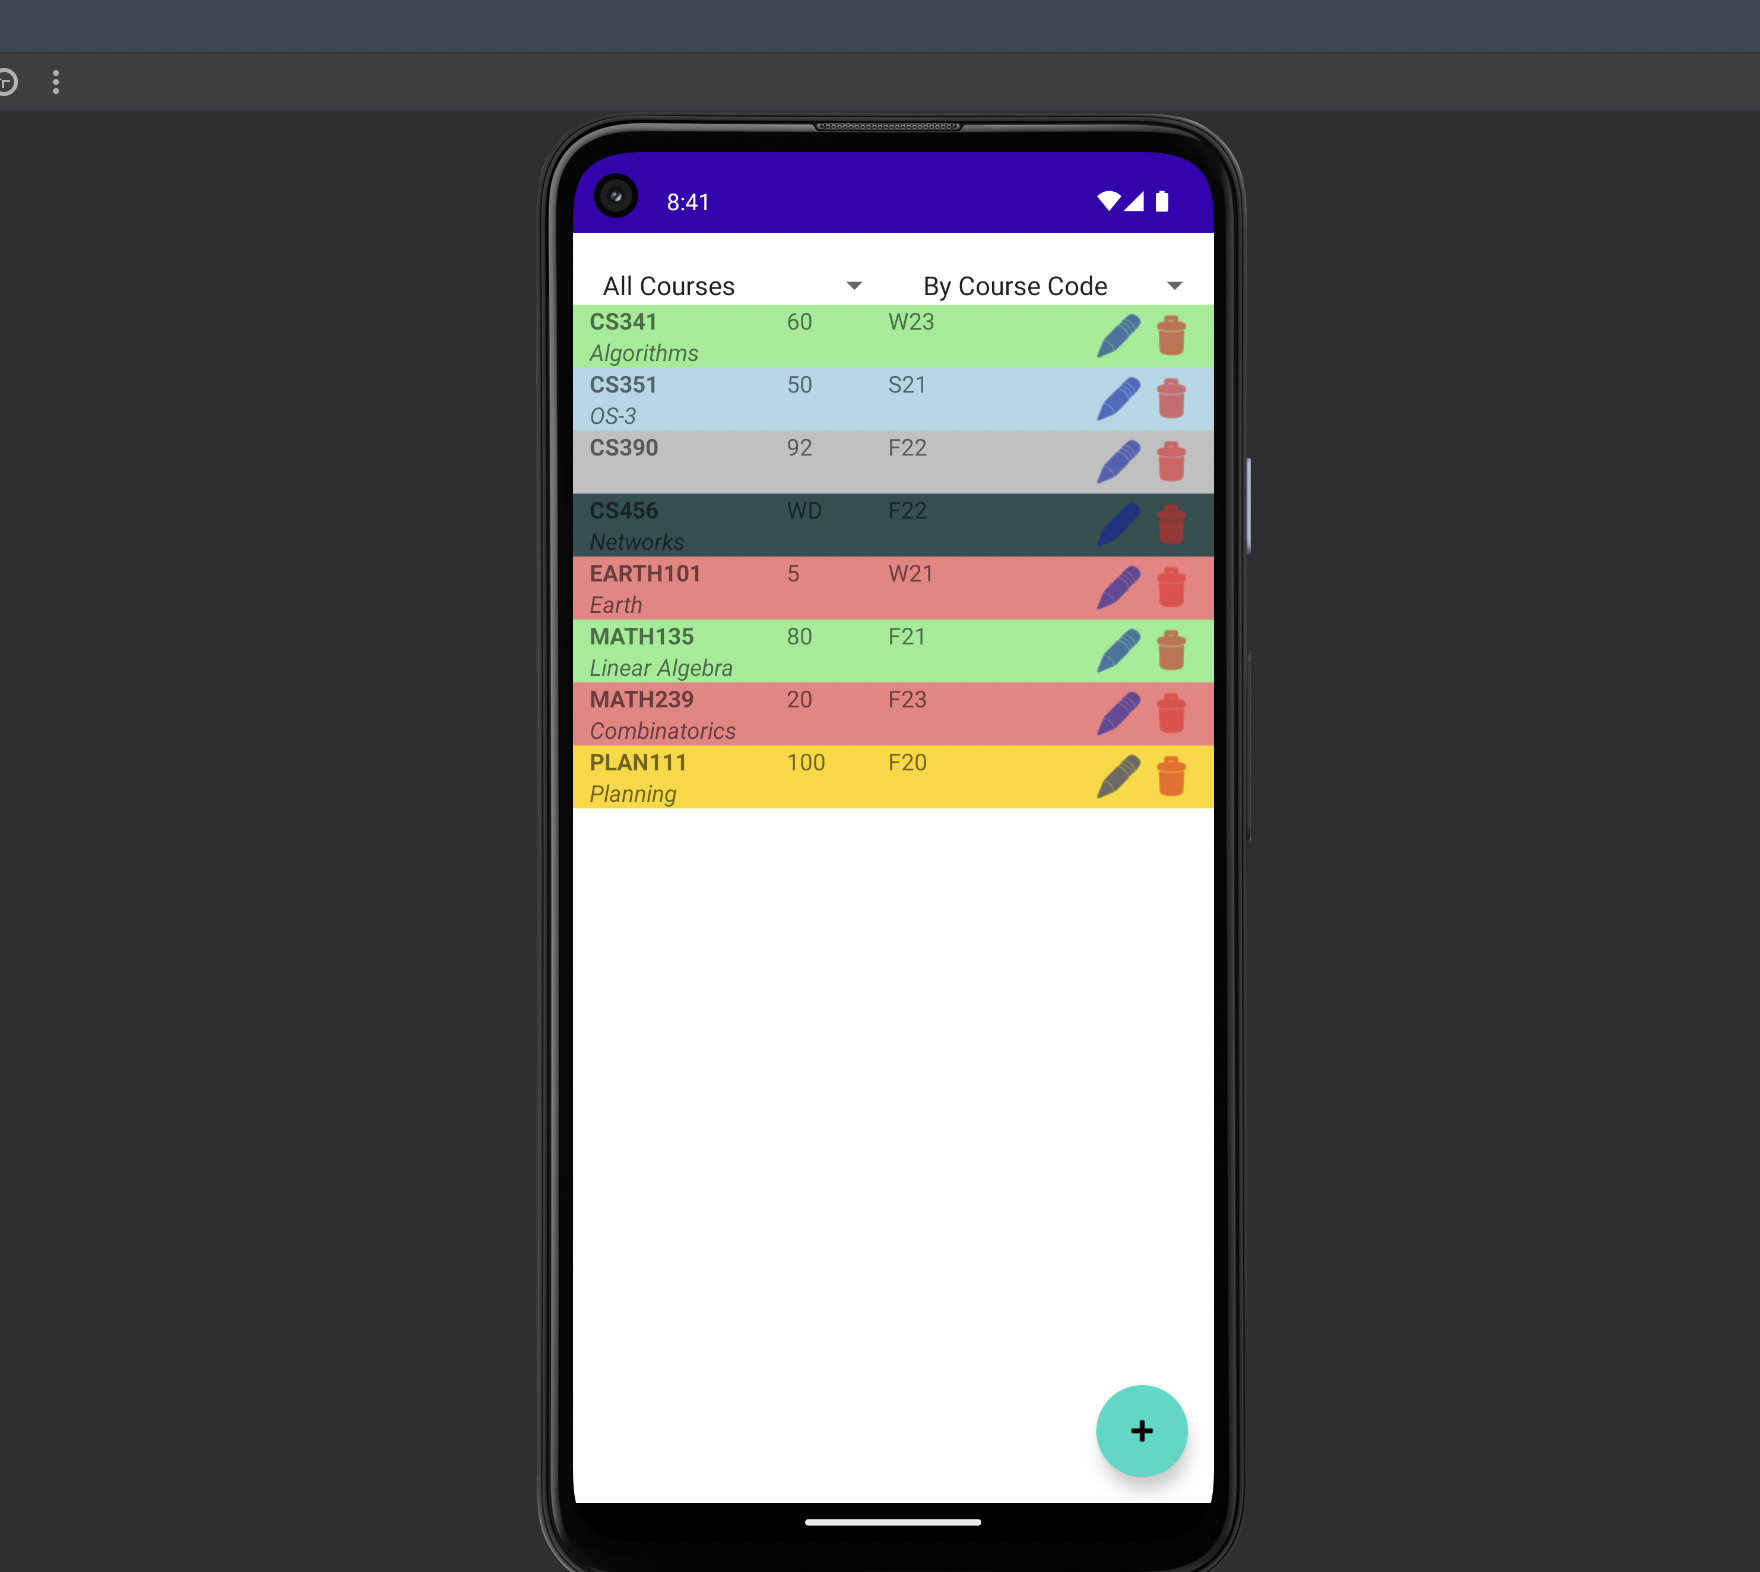 8:41
All Courses By Course Code
CS341 60 W23
Algorithms
CS351 50 S21
OS-3
CS390 92 F22
CS456 WD F22
Networks
EARTH101 5 W21
Earth
MATH135 80 F21
Linear Algebra
MATH239 20 F23
Combinatorics
PLAN111 100 F20
Planning
+